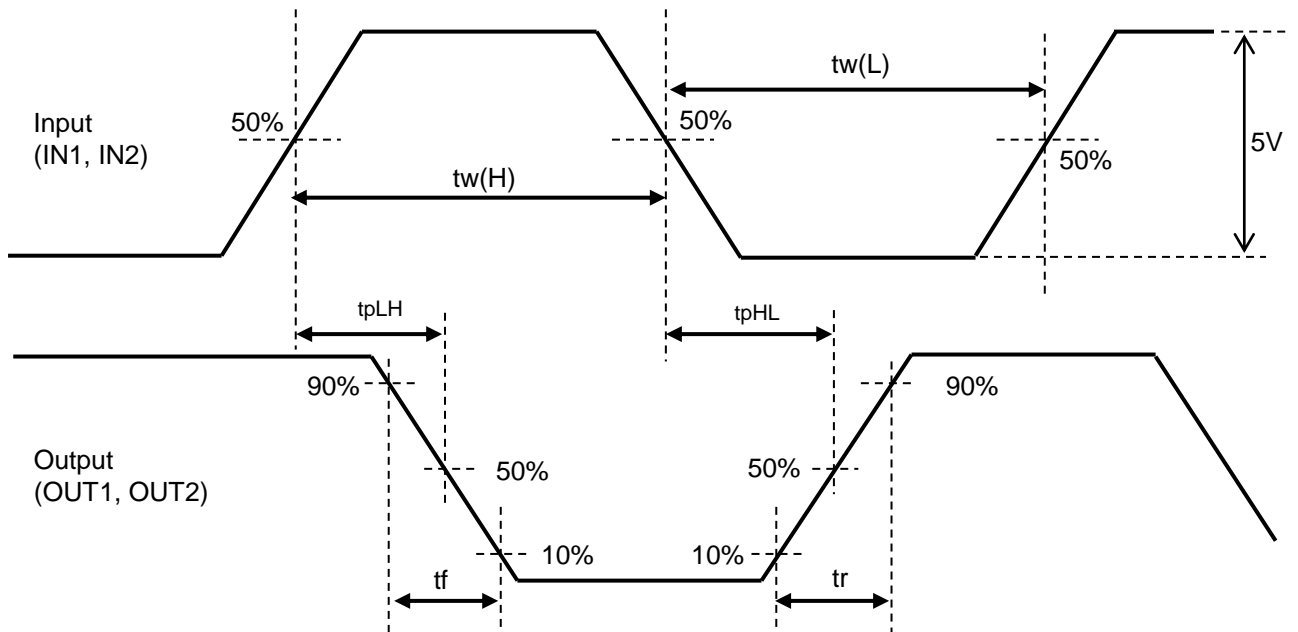 tw(L)
50%
50%
Input
(IN1, IN2)
50%
5V
tw(H)
tpLH
tpHL
90%
90%
Output
(OUT1, OUT2)
50%
50%
10%
10%
tf
tr